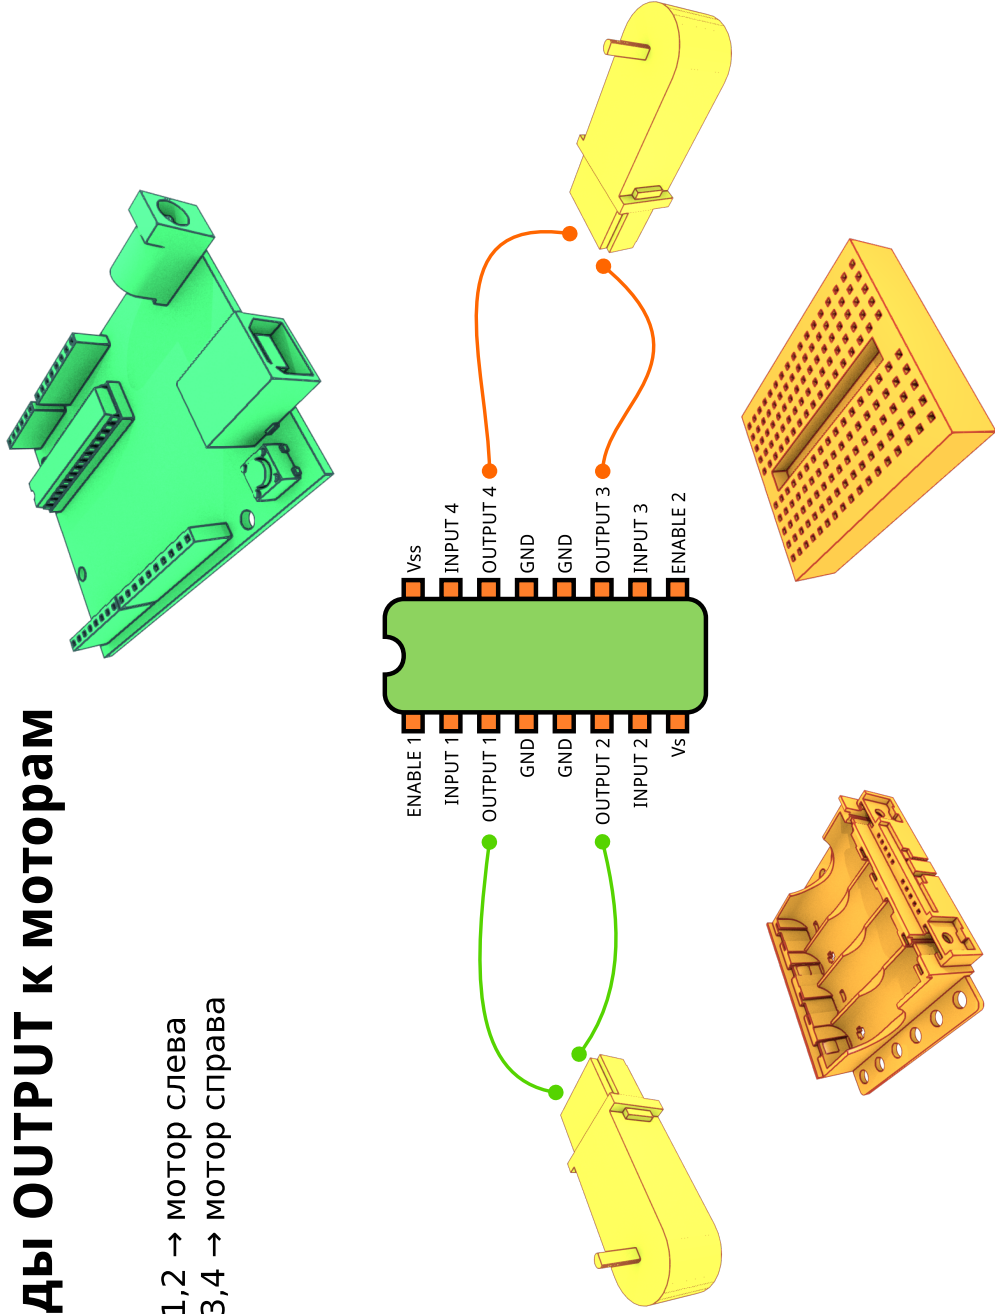 ды OUTPUT к моторам
1,2 → мотор слева
3,4 → мотор справа
ENABLE 1
INPUT 1
OUTPUT 1
GND
GND
OUTPUT 2
INPUT 2
Vs
Vss
INPUT 4
OUTPUT 4
GND
GND
OUTPUT 3
INPUT 3
ENABLE 2